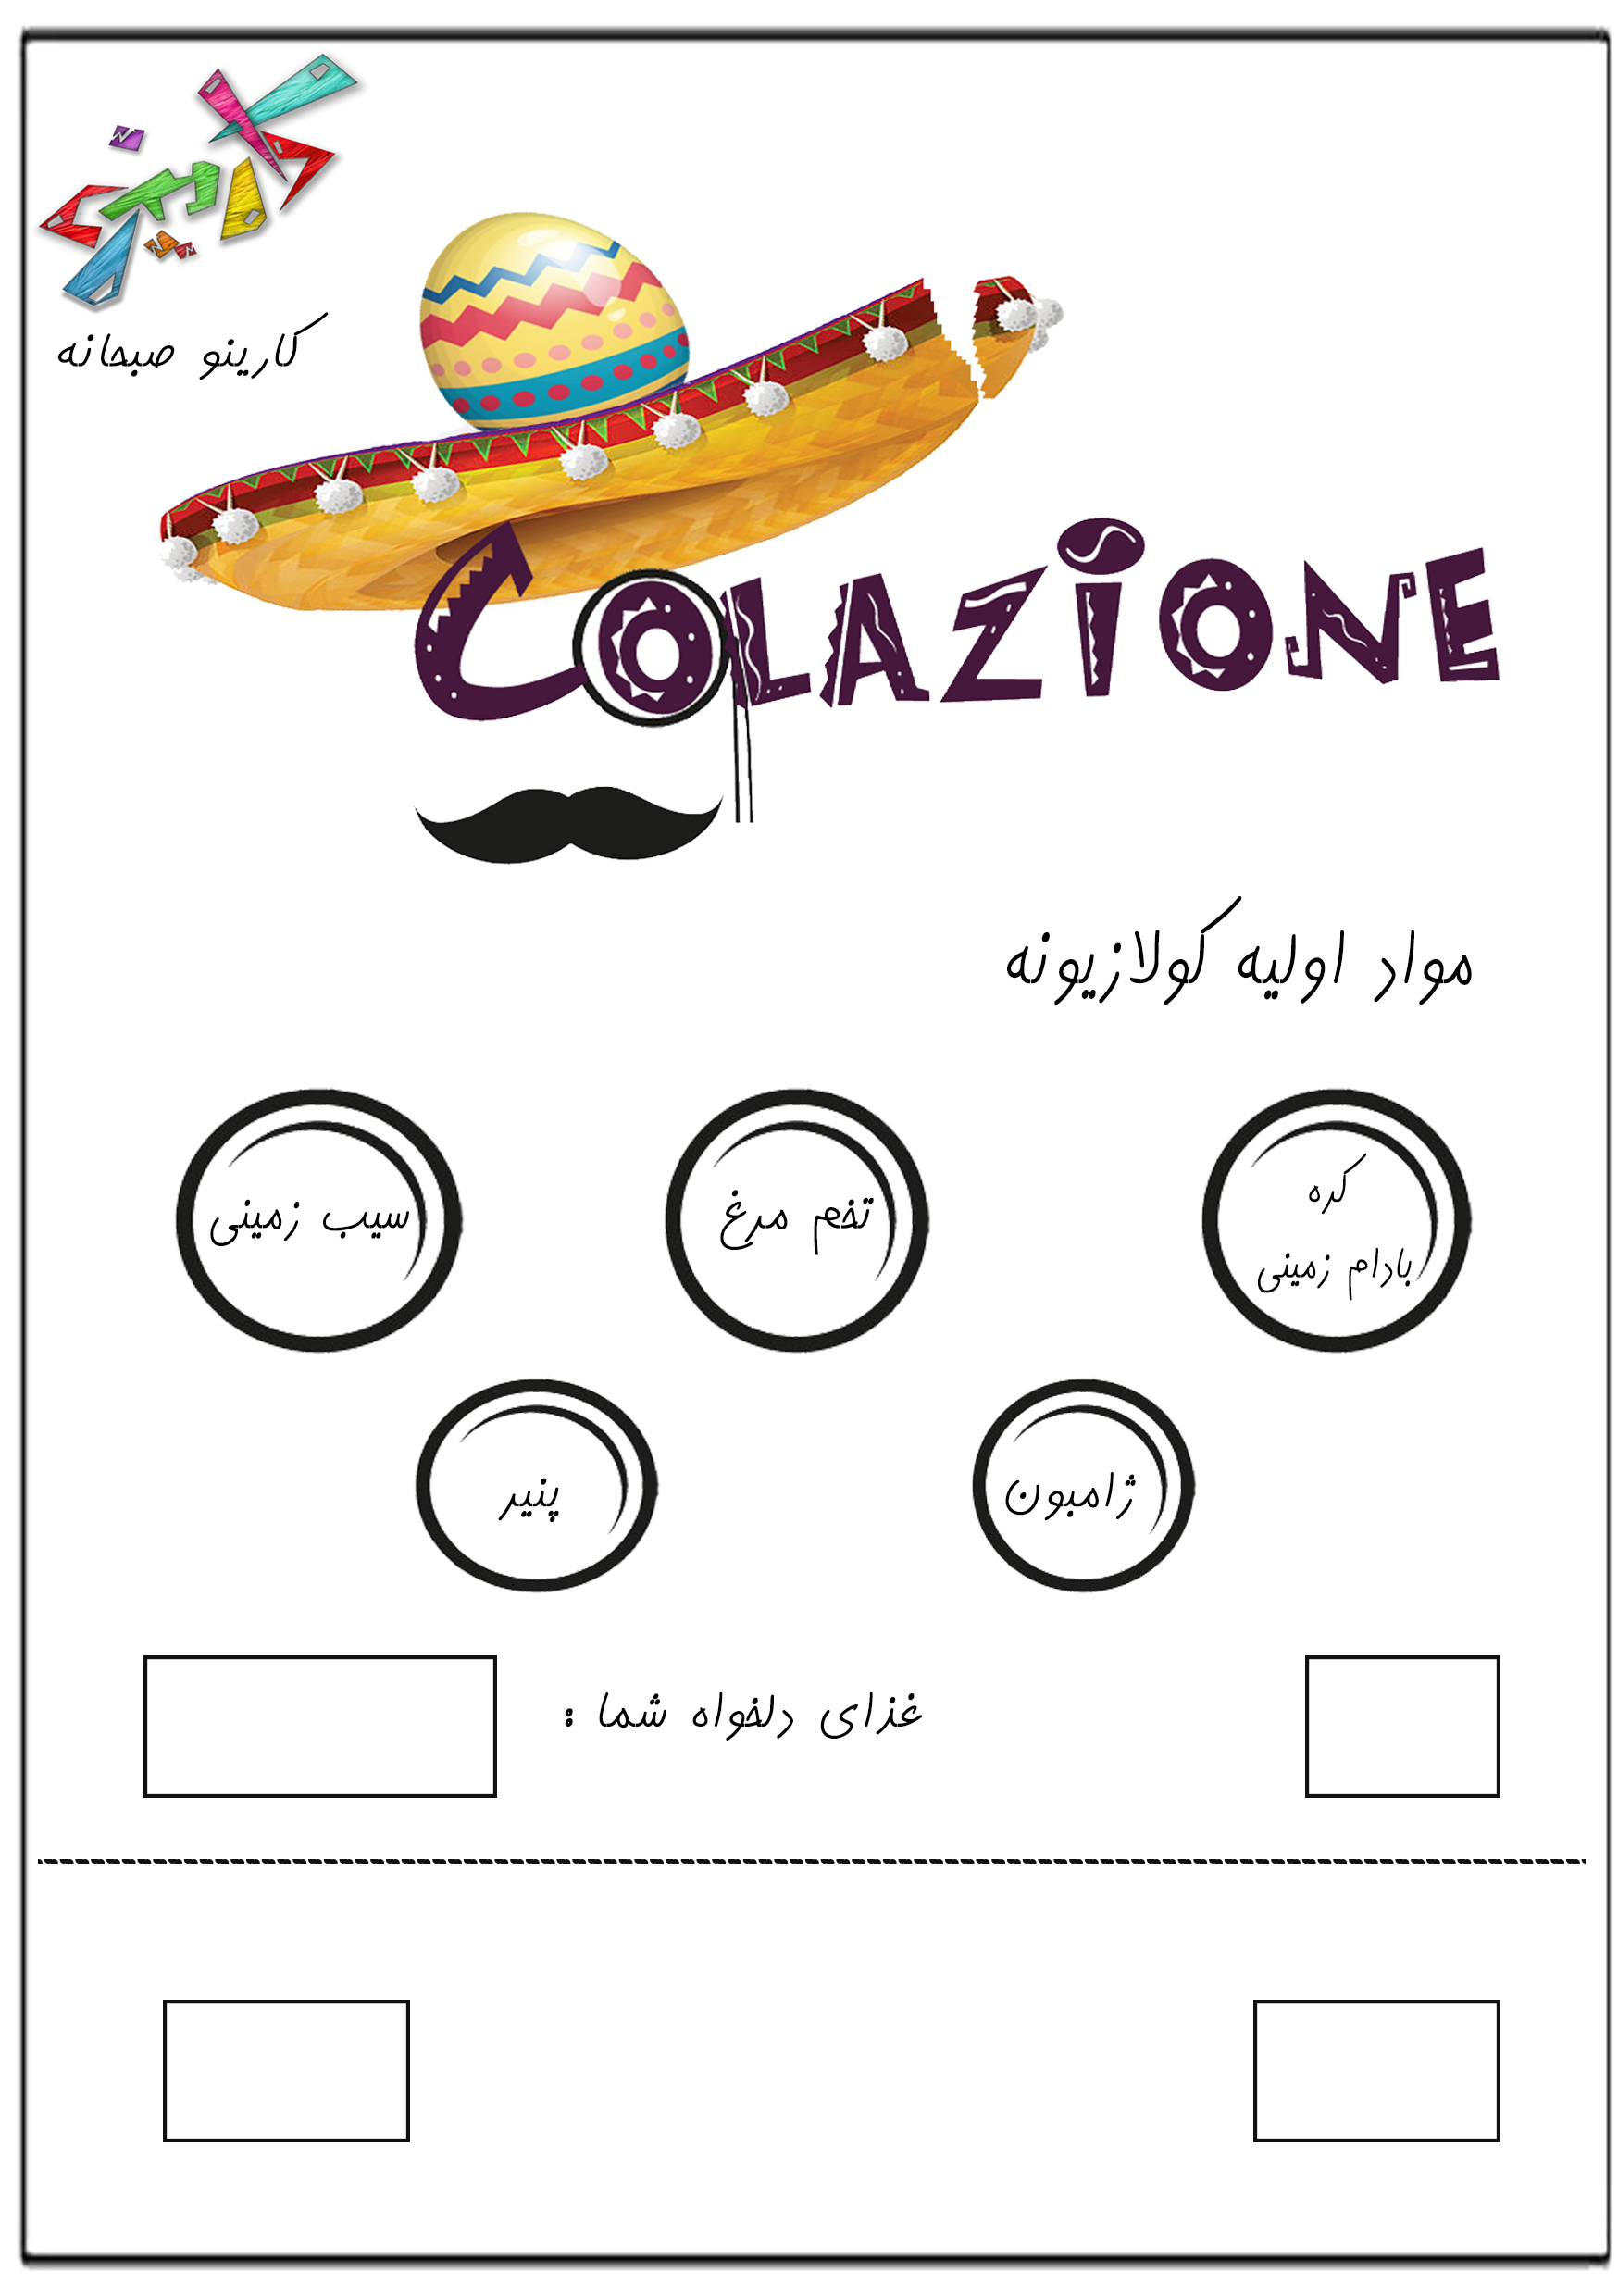 کارینو
کارینو صبحانه
COLAZIONE
مواد اولیه کولازیونه
کره
بادام زمینی
تخم مرغ
سیب زمینی
ژامبون
پنیر
غذای دلخواه شما :